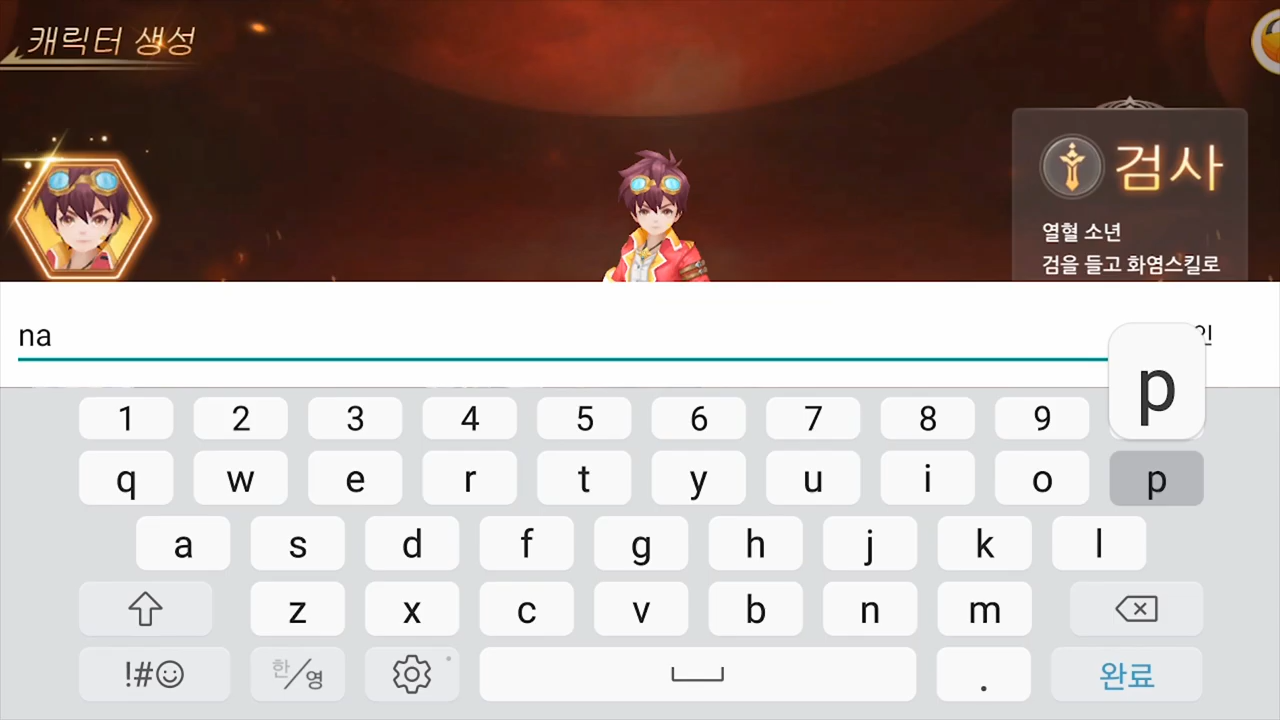 캐릭터 생성
검사
열혈 소년
검을 들고 화염스킬로
na
p
1 2 3 4 5 6 7 8 9
q w e r t y u i o p
a s d f g h j k l
z x c v b n m
!#☺ 한/영 . 완료